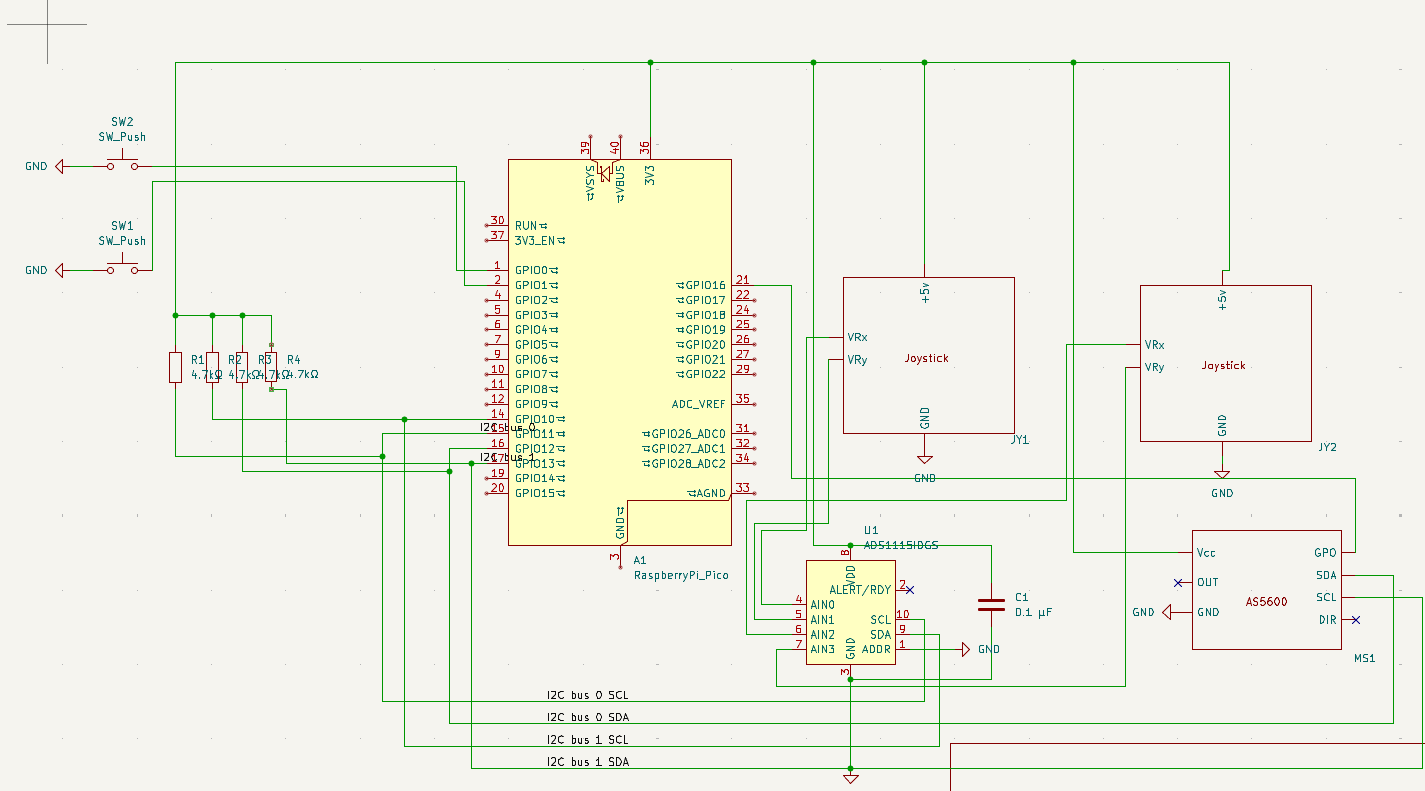 SW2
SW_Push
GND
SW1
SW_Push
GND
39
40
36
VSYS
VBUS
3V3
30
RUN
37
3V3_EN
1
GPIO0
2
GPIO1
4
GPIO2
5
GPIO3
6
GPIO4
7
GPIO5
9
GPIO6
10
GPIO7
11
GPIO8
12
GPIO9
14
GPIO10
15
GPIO11
16
GPIO12
17
GPIO13
19
GPIO14
20
GPIO15
I2C bus 0
I2C bus 1
GPIO16
21
GPIO17
22
GPIO18
24
GPIO19
25
GPIO20
26
GPIO21
27
GPIO22
29
ADC_VREF
35
GPIO26_ADC0
31
GPIO27_ADC1
32
GPIO28_ADC2
34
AGND
33
GND
3
A1
RaspberryPi_Pico
R1
4.7kΩ
R2
4.7kΩ
R3
4.7kΩ
R4
4.7kΩ
+5v
VRx
VRy
Joystick
GND
JY1
GND
+5v
VRx
VRy
Joystick
GND
JY2
GND
U1
ADS1115IDGS
8
VDD
ALERT/RDY
2
4
AIN0
5
AIN1
6
AIN2
7
AIN3
SCL
10
SDA
9
ADDR
1
GND
3
GND
C1
0.1 µF
Vcc
OUT
GND
GND
AS5600
GPO
SDA
SCL
DIR
MS1
I2C bus 0 SCL
I2C bus 0 SDA
I2C bus 1 SCL
I2C bus 1 SDA